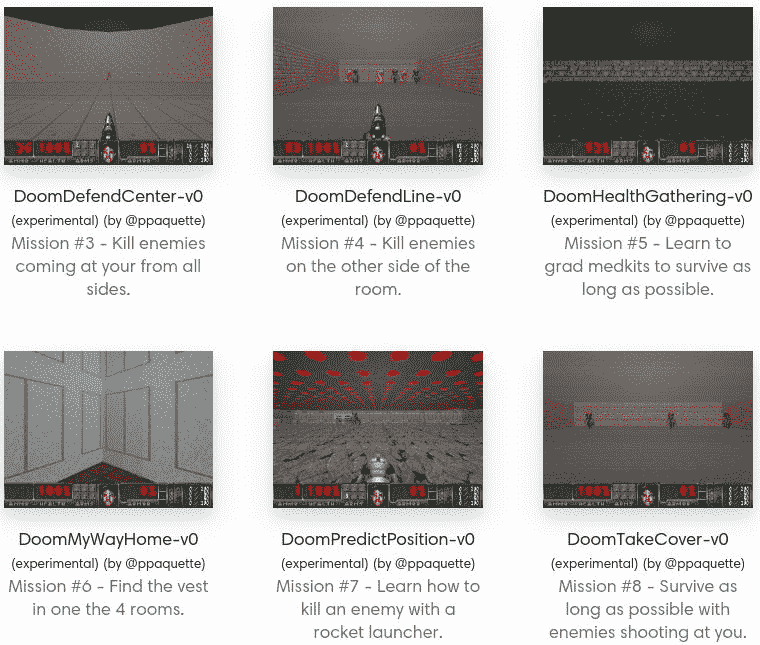 DoomDefendCenter-v0
(experimental) (by @ppaquette)
Mission #3 - Kill enemies
coming at your from all
sides.
DoomDefendLine-v0
(experimental) (by @ppaquette)
Mission #4 - Kill enemies
on the other side of the
room.
DoomHealthGathering-v0
(experimental) (by @ppaquette)
Mission #5 - Learn to
grad medkits to survive as
long as possible.
DoomMyWayHome-v0
(experimental) (by @ppaquette)
Mission #6 - Find the vest
in one the 4 rooms.
DoomPredictPosition-v0
(experimental) (by @ppaquette)
Mission #7 - Learn how to
kill an enemy with a
rocket launcher.
DoomTakeCover-v0
(experimental) (by @ppaquette)
Mission #8 - Survive as
long as possible with
enemies shooting at you.